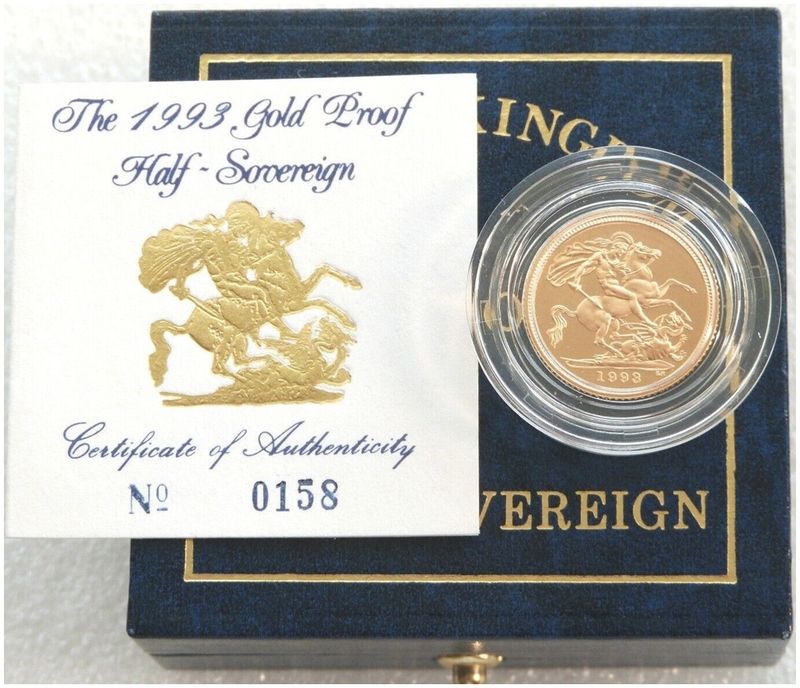 The 1993 Gold Proof
Half - Sovereign
Certificate of Authenticity
Nº 0158
KINGD
VEREIGN
1993